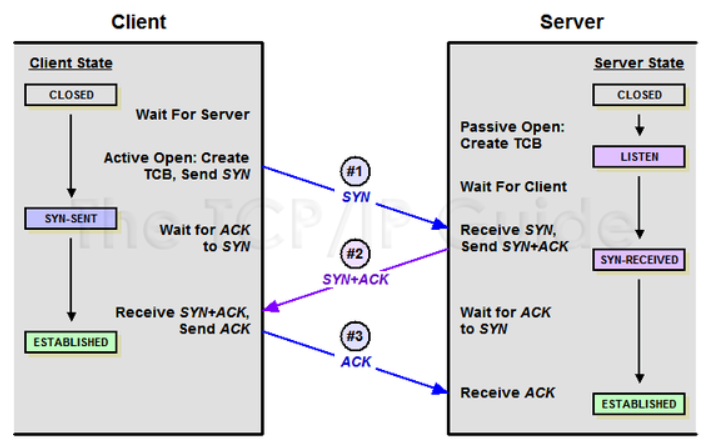 Client
Server
Client State
Server State
CLOSED
CLOSED
Wait For Server
Passive Open:
Create TCB
LISTEN
Active Open: Create
TCB, Send SYN
#1
SYN
Wait For Client
SYN-SENT
Wait for ACK
to SYN
Receive SYN,
Send SYN+ACK
The TCP/IP Guide
#2
SYN+ACK
SYN-RECEIVED
Receive SYN+ACK,
Send ACK
Wait for ACK
to SYN
ESTABLISHED
#3
ACK
Receive ACK
ESTABLISHED